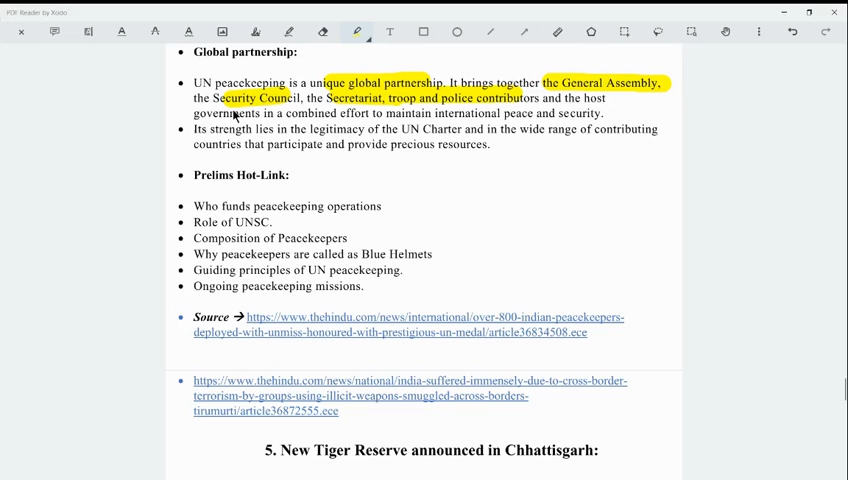 PDF Reader by Xodo
Global partnership:
UN peacekeeping is a unique global partnership. It brings together the General Assembly,
the Security Council, the Secretariat, troop and police contributors and the host
governments in a combined effort to maintain international peace and security.
Its strength lies in the legitimacy of the UN Charter and in the wide range of contributing
countries that participate and provide precious resources.
Prelims Hot-Link:
Who funds peacekeeping operations
Role of UNSC.
Composition of Peacekeepers
Why peacekeepers are called as Blue Helmets
Guiding principles of UN peacekeeping.
Ongoing peacekeeping missions.
Source → https://www.thehindu.com/news/international/over-800-indian-peacekeepers-
deployed-with-unmiss-honoured-with-prestigious-un-medal/article36834508.ece
https://www.thehindu.com/news/national/india-suffered-immensely-due-to-cross-border-
terrorism-by-groups-using-illicit-weapons-smuggled-across-borders-
tirumurti/article36872555.ece
5. New Tiger Reserve announced in Chhattisgarh: